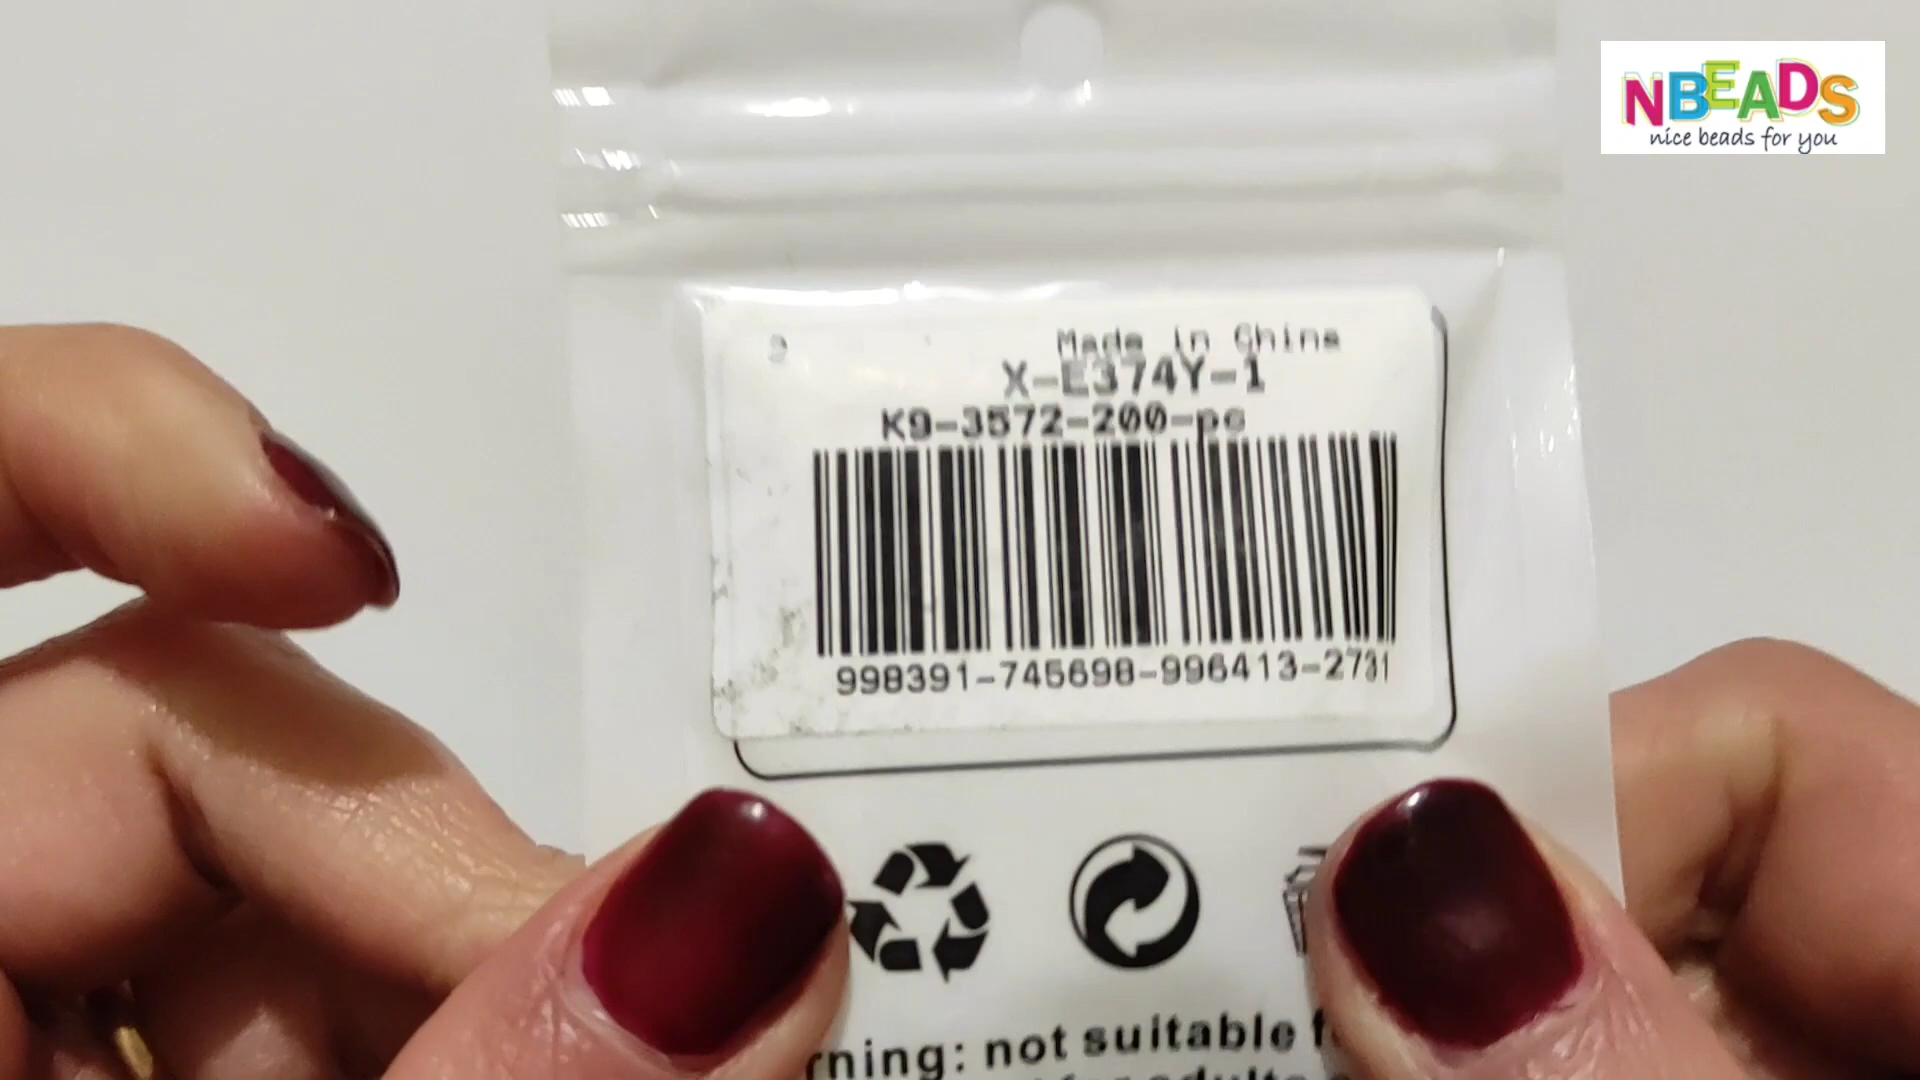 NBEADS
nice beads for you
Made in China
X-E374Y-1
K9-3572-200-pc
998391-745698-996413-2731
rning: not suitable f